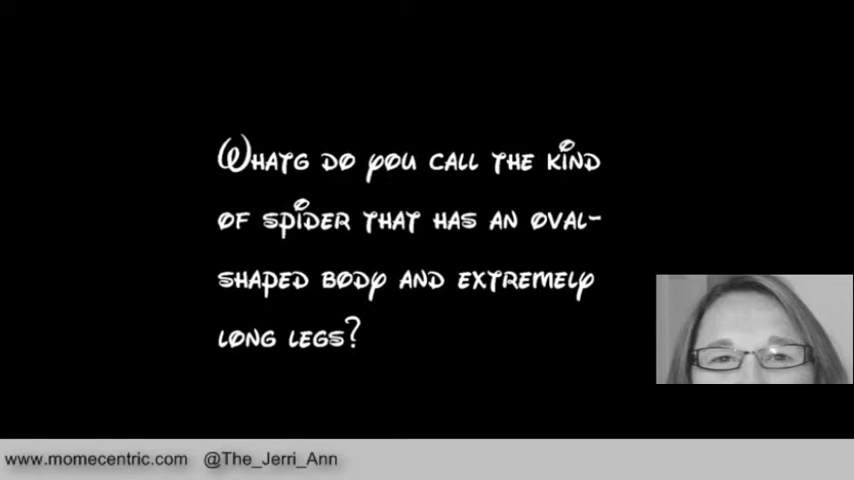 Whatg do you call the kind
of spider that has an oval-
shaped body and extremely
long legs?
www.momecentric.com @The_Jerri_Ann